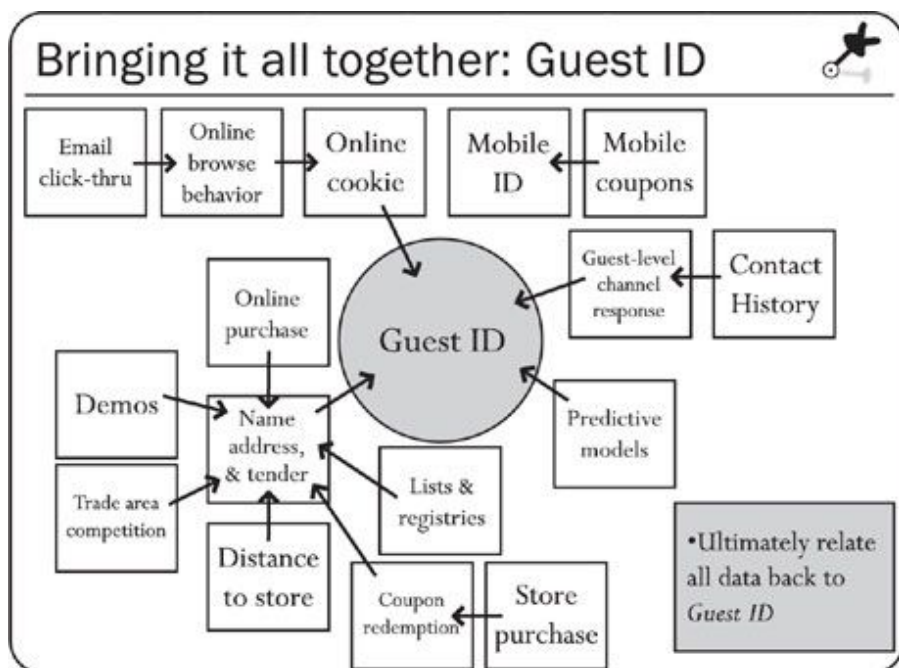 Bringing it all together: Guest ID
Email
click-thru
Online
browse
behavior
Online
cookie
Mobile
ID
Mobile
coupons
Guest-level
channel
response
Contact
History
Online
purchase
Guest ID
Demos
Name
address,
& tender
Predictive
models
Trade area
competition
Lists &
registries
Distance
to store
Coupon
redemption
Store
purchase
•Ultimately relate
all data back to
Guest ID